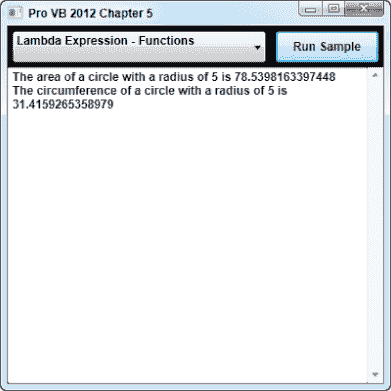 Pro VB 2012 Chapter 5
Lambda Expression - Functions
Run Sample
The area of a circle with a radius of 5 is 78.5398163397448
The circumference of a circle with a radius of 5 is
31.4159265358979